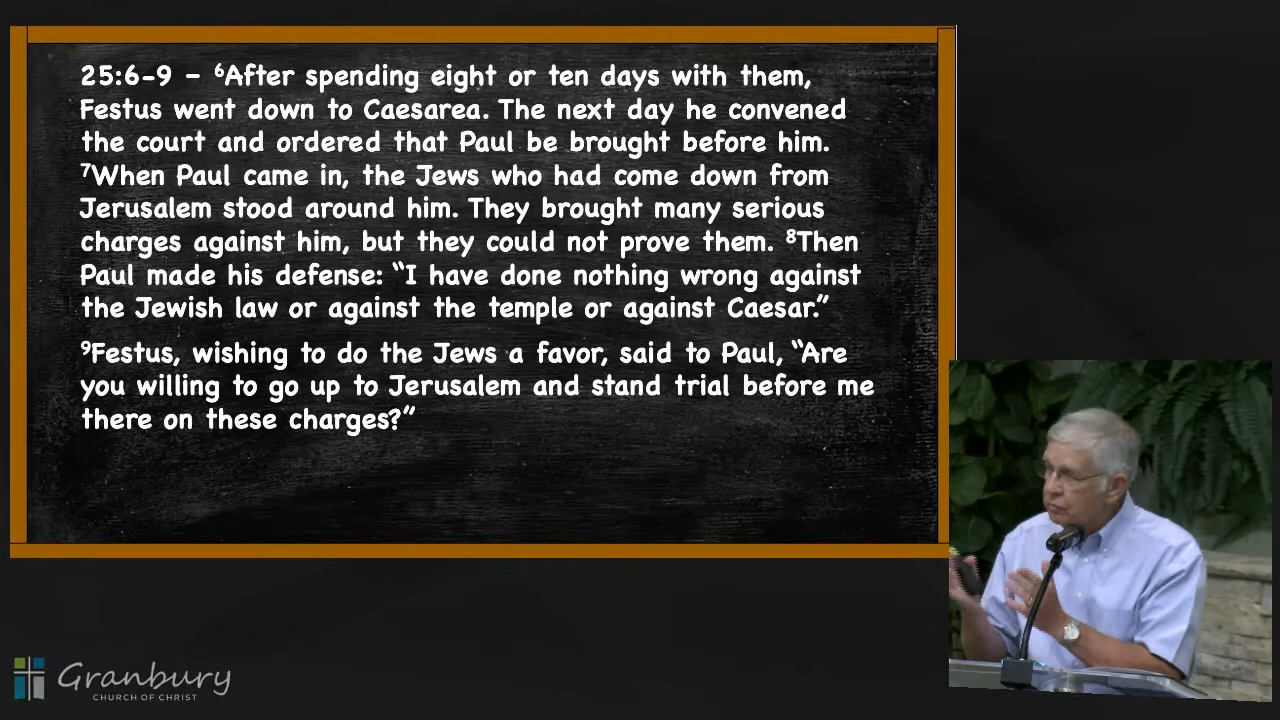 25:6-9 – ⁶After spending eight or ten days with them,
Festus went down to Caesarea. The next day he convened
the court and ordered that Paul be brought before him.
⁷When Paul came in, the Jews who had come down from
Jerusalem stood around him. They brought many serious
charges against him, but they could not prove them. ⁸Then
Paul made his defense: “I have done nothing wrong against
the Jewish law or against the temple or against Caesar.”
⁹Festus, wishing to do the Jews a favor, said to Paul, “Are
you willing to go up to Jerusalem and stand trial before me
there on these charges?”
Granbury
CHURCH OF CHRIST